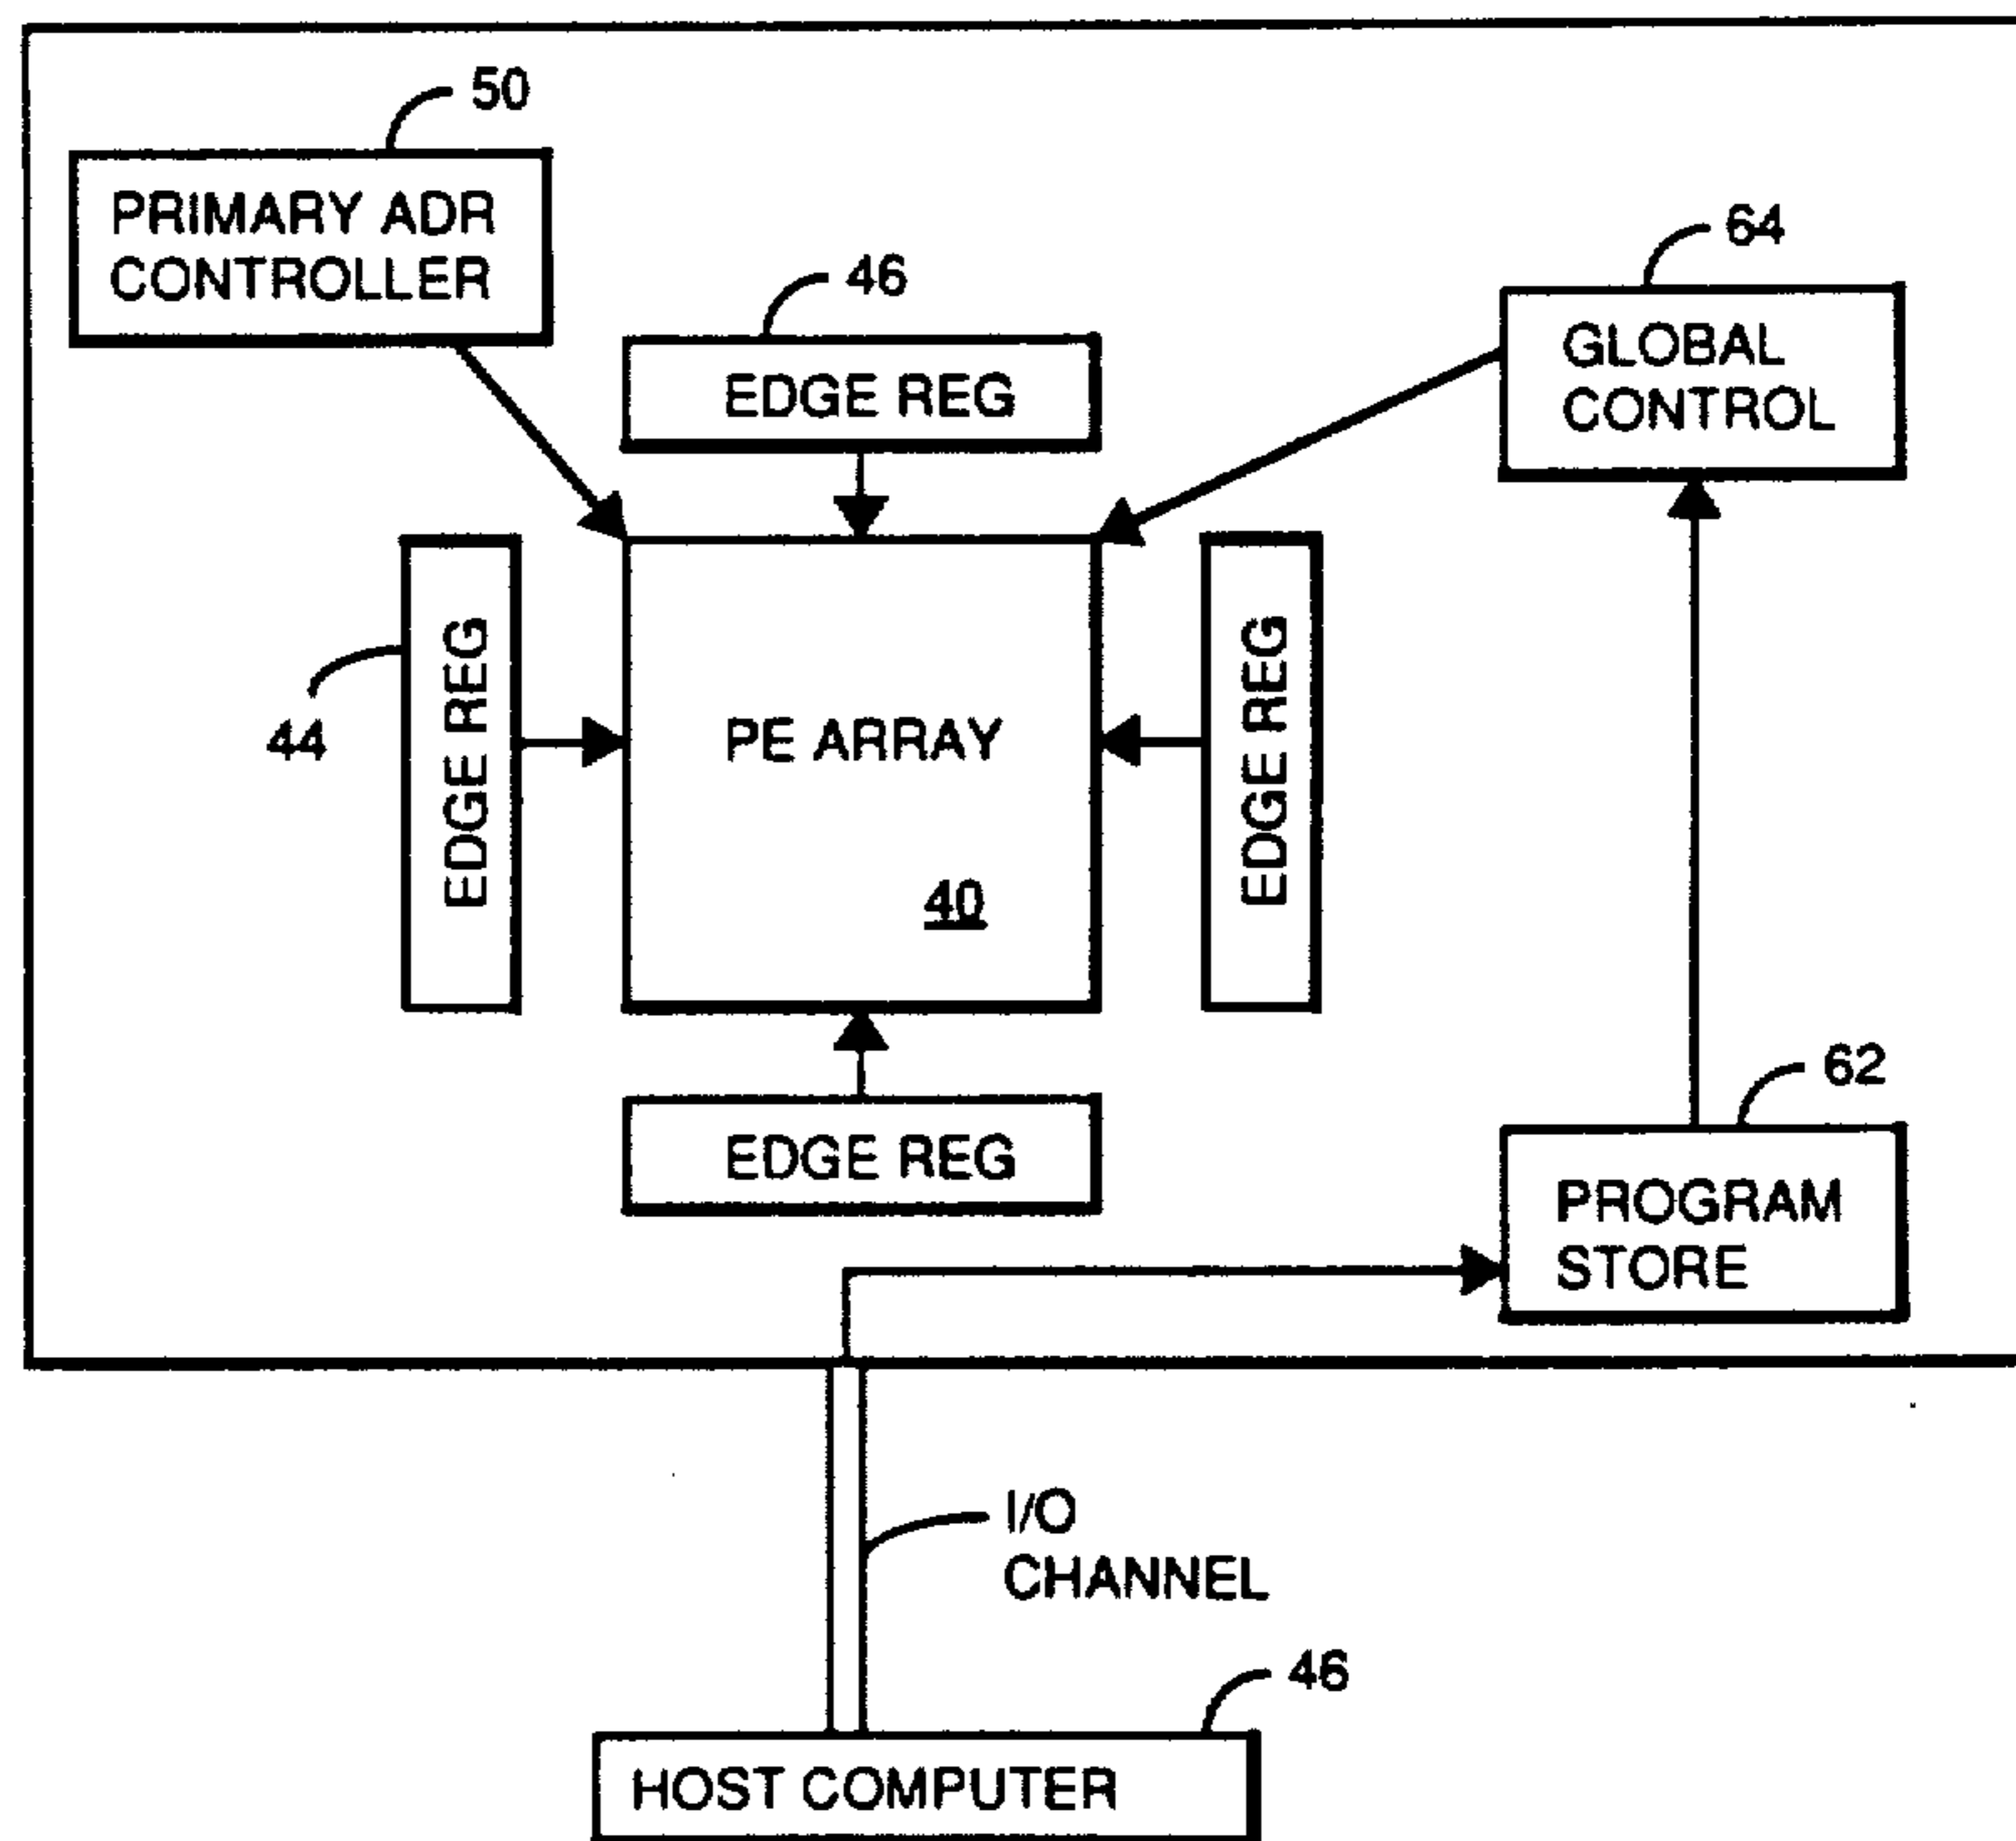 50
PRIMARY ADR
CONTROLLER
64
46
GLOBAL
CONTROL
EDGE REG
EDGE REG
44
PE ARRAY
40
EDGE REG
62
EDGE REG
PROGRAM
STORE
I/O
CHANNEL
46
HOST COMPUTER